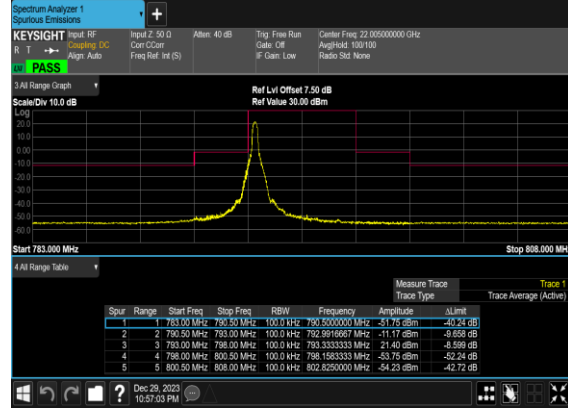 Spectrum Analyzer 1
Spurious Emissions
+
KEYSIGHT Input: RF Input Z: 50 Ω Atten: 40 dB Trig: Free Run Center Freq: 22.005000000 GHz
R T Coupling: DC Corr CCorr Gate: Off Avg|Hold: 100/100
Align: Auto Freq Ref: Int (S) IF Gain: Low Radio Std: None
PASS
3 All Range Graph
Ref Lvl Offset 7.50 dB
Scale/Div 10.0 dB Ref Value 30.00 dBm
Log
20.0
10.0
0.00
-10.0
-20.0
-30.0
-40.0
-50.0
-60.0
Start 783.000 MHz Stop 808.000 MH
4 All Range Table
Measure Trace Trace 1
Trace Type Trace Average (Active)
Spur Range Start Freq Stop Freq RBW Frequency Amplitude ΔLimit
1 1 783.00 MHz 790.50 MHz 100.0 kHz 790.5000000 MHz -51.75 dBm -40.24 dB
2 2 790.50 MHz 793.00 MHz 100.0 kHz 792.9916667 MHz -11.17 dBm -9.658 dB
3 3 793.00 MHz 798.00 MHz 100.0 kHz 793.3333333 MHz 21.40 dBm -8.599 dB
4 4 798.00 MHz 800.50 MHz 100.0 kHz 798.1583333 MHz -53.75 dBm -52.24 dB
5 5 800.50 MHz 808.00 MHz 100.0 kHz 802.8250000 MHz -54.23 dBm -42.72 dB
? Dec 29, 2023
10:57:03 PM